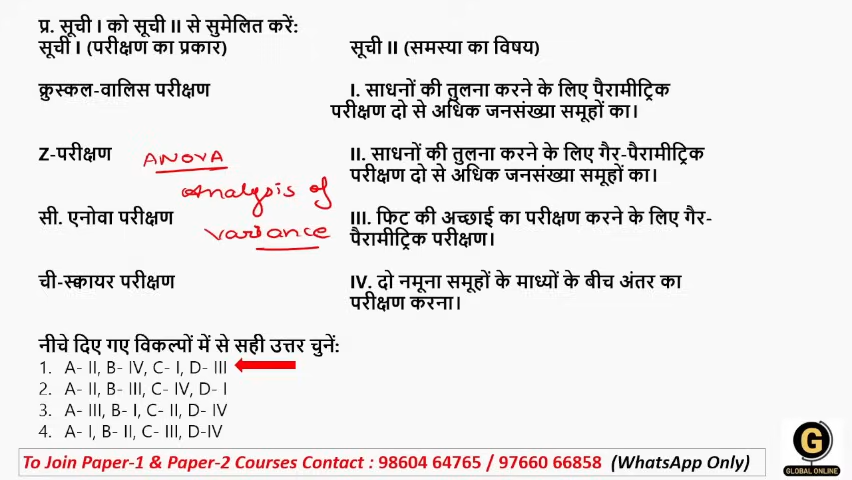 प्र. सूची I को सूची II से सुमेलित करें:
सूची I (परीक्षण का प्रकार) सूची II (समस्या का विषय)
क्रुस्कल-वालिस परीक्षण I. साधनों की तुलना करने के लिए पैरामीट्रिक
परीक्षण दो से अधिक जनसंख्या समूहों का।
Z-परीक्षण ANOVA II. साधनों की तुलना करने के लिए गैर-पैरामीट्रिक
परीक्षण दो से अधिक जनसंख्या समूहों का।
Analysis of
सी. एनोवा परीक्षण III. फिट की अच्छाई का परीक्षण करने के लिए गैर-
variance पैरामीट्रिक परीक्षण।
ची-स्क्वायर परीक्षण IV. दो नमूना समूहों के माध्यों के बीच अंतर का
परीक्षण करना।
नीचे दिए गए विकल्पों में से सही उत्तर चुनें:
1. A- II, B- IV, C- I, D- III
2. A- II, B- III, C- IV, D- I
3. A- III, B- I, C- II, D- IV
4. A- I, B- II, C- III, D-IV
To Join Paper-1 & Paper-2 Courses Contact : 98604 64765 / 97660 66858 (WhatsApp Only)
G
GLOBAL ONLINE